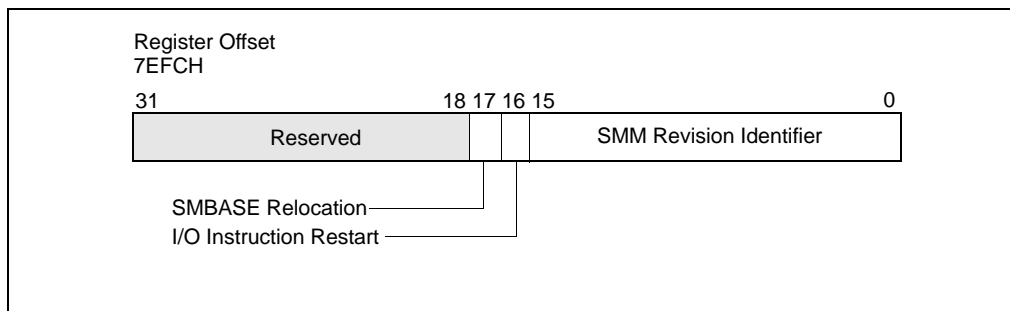 Register Offset
7EFCH
31 18 17 16 15 0
Reserved SMM Revision Identifier
SMBASE Relocation
I/O Instruction Restart